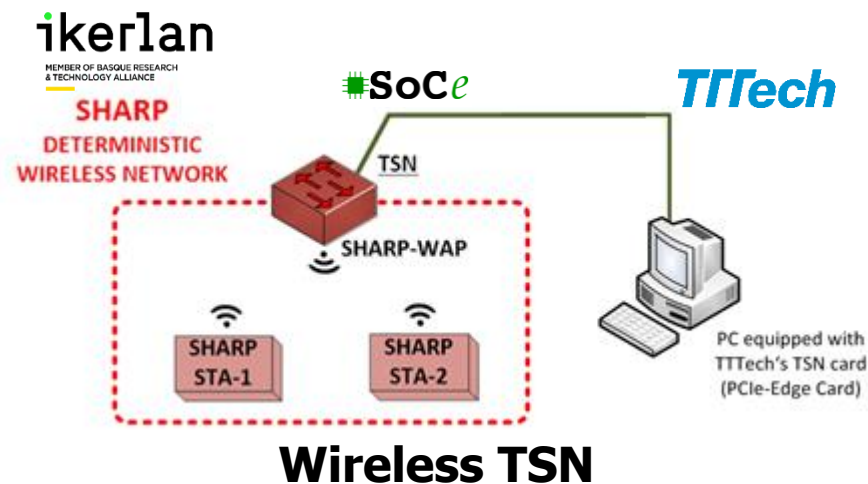 ikerlan
MEMBER OF BASQUE RESEARCH
& TECHNOLOGY ALLIANCE
SoCe
TTTech
SHARP
DETERMINISTIC
WIRELESS NETWORK
TSN
SHARP-WAP
SHARP
STA-1
SHARP
STA-2
PC equipped with
TTTech's TSN card
(PCIe-Edge Card)
Wireless TSN